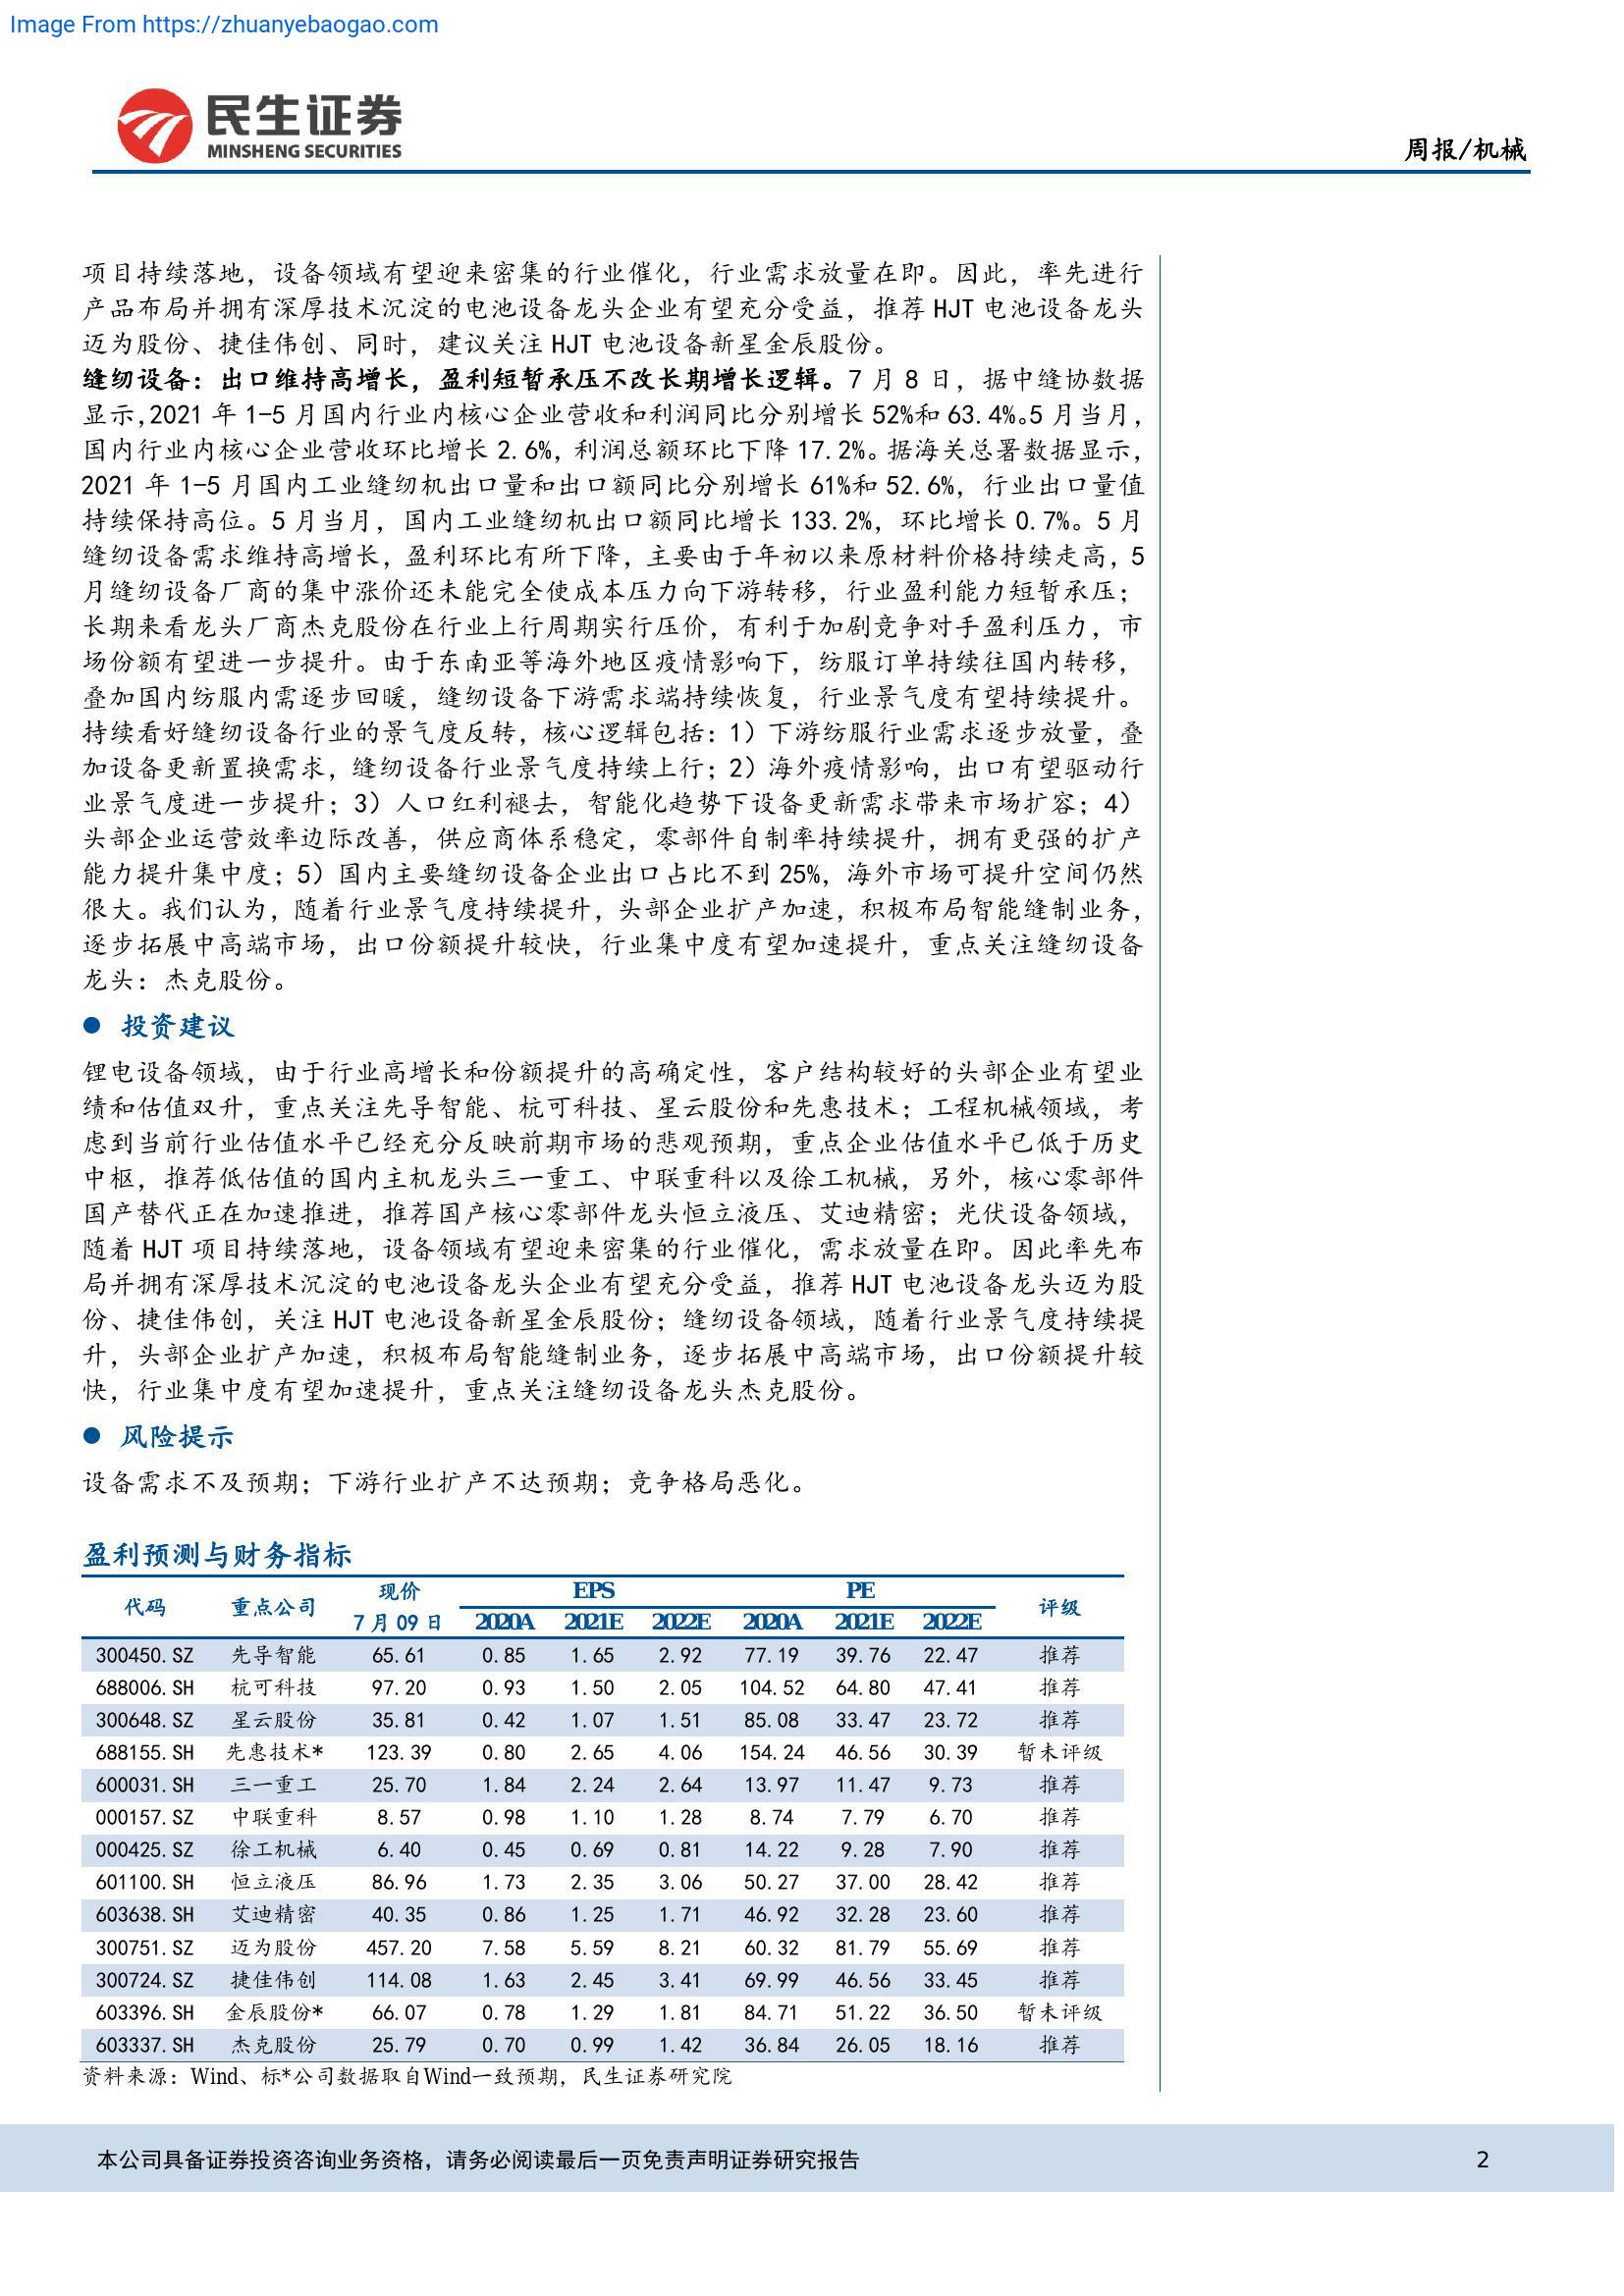 Image From https://zhuanyebaogao.com
民生证券
MINSHENG SECURITIES
周报/机械
项目持续落地，设备领域有望迎来密集的行业催化，行业需求放量在即。因此，率先进行
产品布局并拥有深厚技术沉淀的电池设备龙头企业有望充分受益，推荐 HJT 电池设备龙头
迈为股份、捷佳伟创、同时，建议关注 HJT 电池设备新星金辰股份。
缝纫设备：出口维持高增长，盈利短暂承压不改长期增长逻辑。7 月 8 日，据中缝协数据
显示,2021 年 1-5 月国内行业内核心企业营收和利润同比分别增长 52%和 63.4%。5 月当月，
国内行业内核心企业营收环比增长 2.6%，利润总额环比下降 17.2%。据海关总署数据显示，
2021 年 1-5 月国内工业缝纫机出口量和出口额同比分别增长 61%和 52.6%，行业出口量值
持续保持高位。5 月当月，国内工业缝纫机出口额同比增长 133.2%，环比增长 0.7%。5 月
缝纫设备需求维持高增长，盈利环比有所下降，主要由于年初以来原材料价格持续走高，5
月缝纫设备厂商的集中涨价还未能完全使成本压力向下游转移，行业盈利能力短暂承压；
长期来看龙头厂商杰克股份在行业上行周期实行压价，有利于加剧竞争对手盈利压力，市
场份额有望进一步提升。由于东南亚等海外地区疫情影响下，纺服订单持续往国内转移，
叠加国内纺服内需逐步回暖，缝纫设备下游需求端持续恢复，行业景气度有望持续提升。
持续看好缝纫设备行业的景气度反转，核心逻辑包括：1）下游纺服行业需求逐步放量，叠
加设备更新置换需求，缝纫设备行业景气度持续上行；2）海外疫情影响，出口有望驱动行
业景气度进一步提升；3）人口红利褪去，智能化趋势下设备更新需求带来市场扩容；4）
头部企业运营效率边际改善，供应商体系稳定，零部件自制率持续提升，拥有更强的扩产
能力提升集中度；5）国内主要缝纫设备企业出口占比不到 25%，海外市场可提升空间仍然
很大。我们认为，随着行业景气度持续提升，头部企业扩产加速，积极布局智能缝制业务，
逐步拓展中高端市场，出口份额提升较快，行业集中度有望加速提升，重点关注缝纫设备
龙头：杰克股份。
● 投资建议
锂电设备领域，由于行业高增长和份额提升的高确定性，客户结构较好的头部企业有望业
绩和估值双升，重点关注先导智能、杭可科技、星云股份和先惠技术；工程机械领域，考
虑到当前行业估值水平已经充分反映前期市场的悲观预期，重点企业估值水平已低于历史
中枢，推荐低估值的国内主机龙头三一重工、中联重科以及徐工机械，另外，核心零部件
国产替代正在加速推进，推荐国产核心零部件龙头恒立液压、艾迪精密；光伏设备领域，
随着 HJT 项目持续落地，设备领域有望迎来密集的行业催化，需求放量在即。因此率先布
局并拥有深厚技术沉淀的电池设备龙头企业有望充分受益，推荐 HJT 电池设备龙头迈为股
份、捷佳伟创，关注 HJT 电池设备新星金辰股份；缝纫设备领域，随着行业景气度持续提
升，头部企业扩产加速，积极布局智能缝制业务，逐步拓展中高端市场，出口份额提升较
快，行业集中度有望加速提升，重点关注缝纫设备龙头杰克股份。
● 风险提示
设备需求不及预期；下游行业扩产不达预期；竞争格局恶化。
盈利预测与财务指标
代码 重点公司 现价 EPS PE 评级
7 月 09 日 2020A 2021E 2022E 2020A 2021E 2022E
300450.SZ 先导智能 65.61 0.85 1.65 2.92 77.19 39.76 22.47 推荐
688006.SH 杭可科技 97.20 0.93 1.50 2.05 104.52 64.80 47.41 推荐
300648.SZ 星云股份 35.81 0.42 1.07 1.51 85.08 33.47 23.72 推荐
688155.SH 先惠技术* 123.39 0.80 2.65 4.06 154.24 46.56 30.39 暂未评级
600031.SH 三一重工 25.70 1.84 2.24 2.64 13.97 11.47 9.73 推荐
000157.SZ 中联重科 8.57 0.98 1.10 1.28 8.74 7.79 6.70 推荐
000425.SZ 徐工机械 6.40 0.45 0.69 0.81 14.22 9.28 7.90 推荐
601100.SH 恒立液压 86.96 1.73 2.35 3.06 50.27 37.00 28.42 推荐
603638.SH 艾迪精密 40.35 0.86 1.25 1.71 46.92 32.28 23.60 推荐
300751.SZ 迈为股份 457.20 7.58 5.59 8.21 60.32 81.79 55.69 推荐
300724.SZ 捷佳伟创 114.08 1.63 2.45 3.41 69.99 46.56 33.45 推荐
603396.SH 金辰股份* 66.07 0.78 1.29 1.81 84.71 51.22 36.50 暂未评级
603337.SH 杰克股份 25.79 0.70 0.99 1.42 36.84 26.05 18.16 推荐
资料来源：Wind、标*公司数据取自Wind一致预期，民生证券研究院
本公司具备证券投资咨询业务资格，请务必阅读最后一页免责声明证券研究报告 2